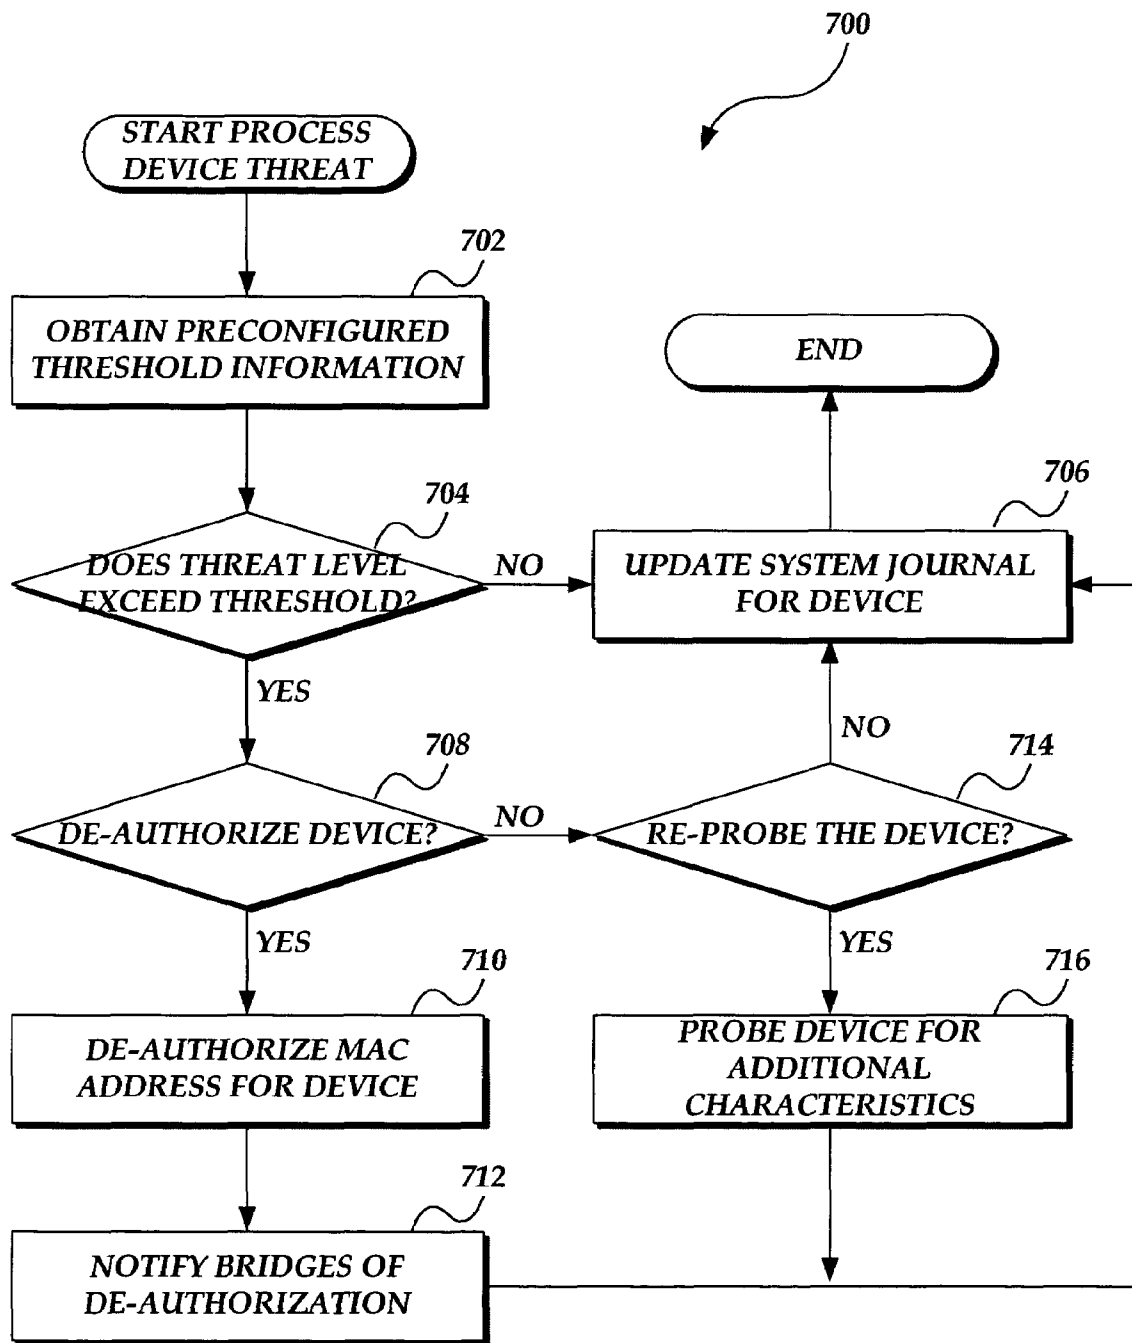 700
START PROCESS
DEVICE THREAT
702
OBTAIN PRECONFIGURED
THRESHOLD INFORMATION
END
704
DOES THREAT LEVEL
EXCEED THRESHOLD?
NO
706
UPDATE SYSTEM JOURNAL
FOR DEVICE
YES
NO
708
DE-AUTHORIZE DEVICE?
NO
714
RE-PROBE THE DEVICE?
YES
YES
710
DE-AUTHORIZE MAC
ADDRESS FOR DEVICE
716
PROBE DEVICE FOR
ADDITIONAL
CHARACTERISTICS
712
NOTIFY BRIDGES OF
DE-AUTHORIZATION